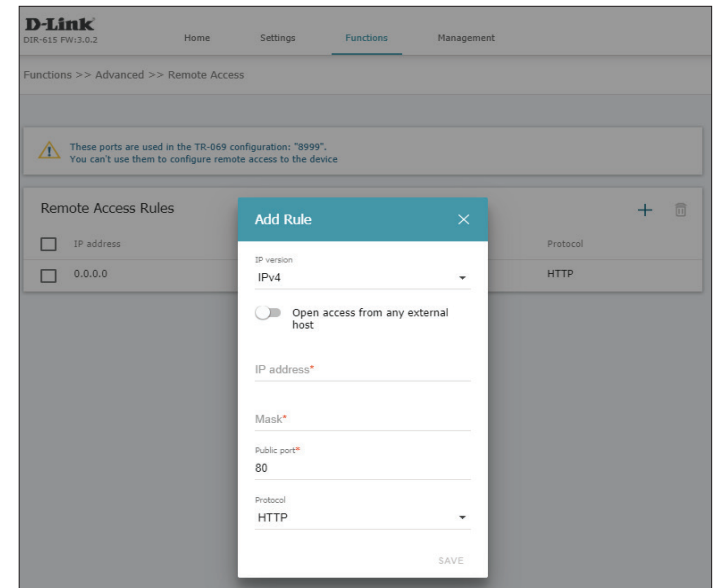 D-Link
DIR-615 FW:3.0.2
Home Settings Functions Management
Functions >> Advanced >> Remote Access
These ports are used in the TR-069 configuration: "8999".
You can't use them to configure remote access to the device
Remote Access Rules
IP address Protocol
0.0.0.0 HTTP
Add Rule
IP version
IPv4
Open access from any external
host
IP address*
Mask*
Public port*
80
Protocol
HTTP
SAVE